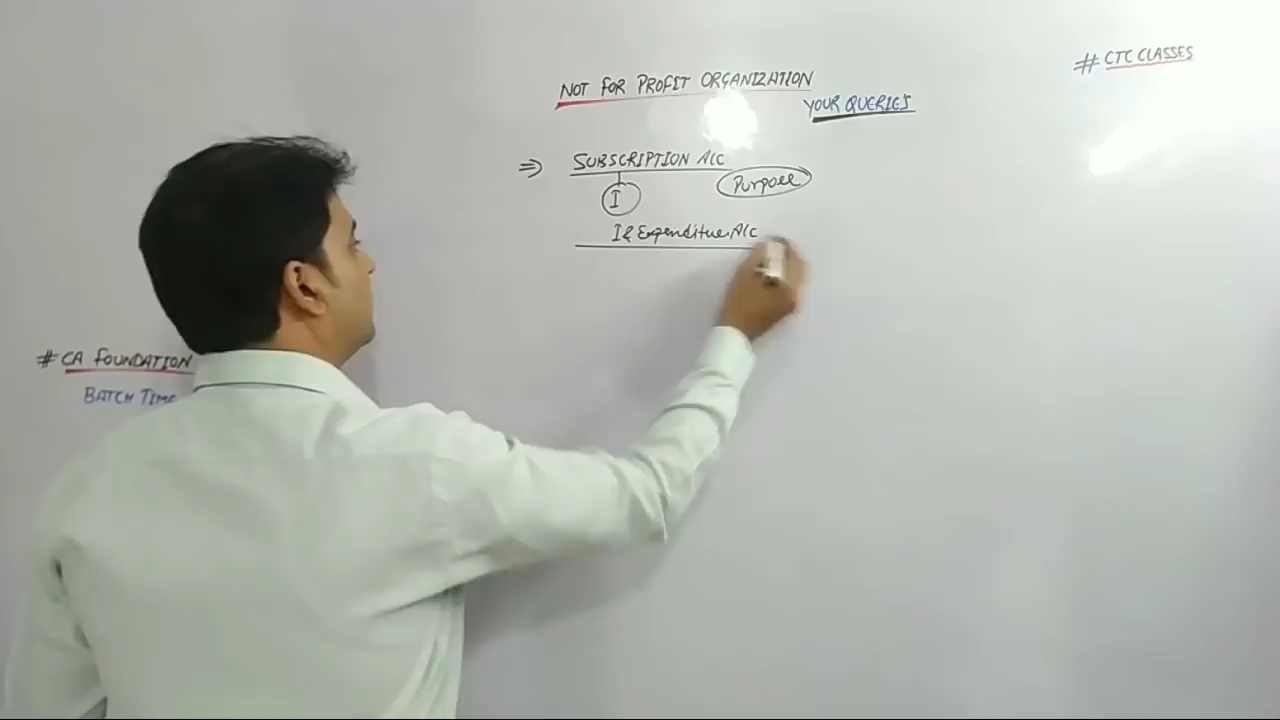 # CTC CLASSES
NOT FOR PROFIT ORGANIZATION
YOUR QUERIES
⇒ SUBSCRIPTION A/C
Purpose
I
I & Expenditure A/C
# CA FOUNDATION
BATCH TIME